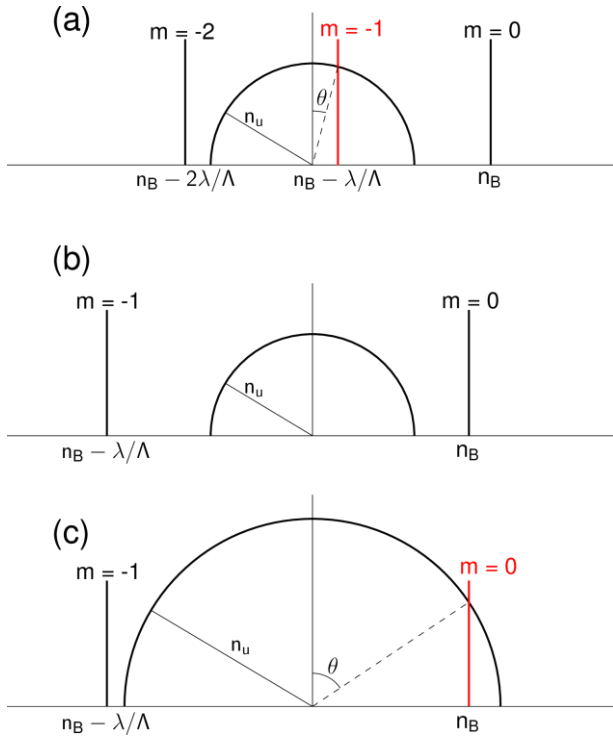 (a)
m = -2
m = -1
m = 0
θ
n_u
n_B − 2λ/Λ
n_B − λ/Λ
n_B
(b)
m = -1
m = 0
n_u
n_B − λ/Λ
n_B
(c)
m = -1
m = 0
n_u
θ
n_B − λ/Λ
n_B